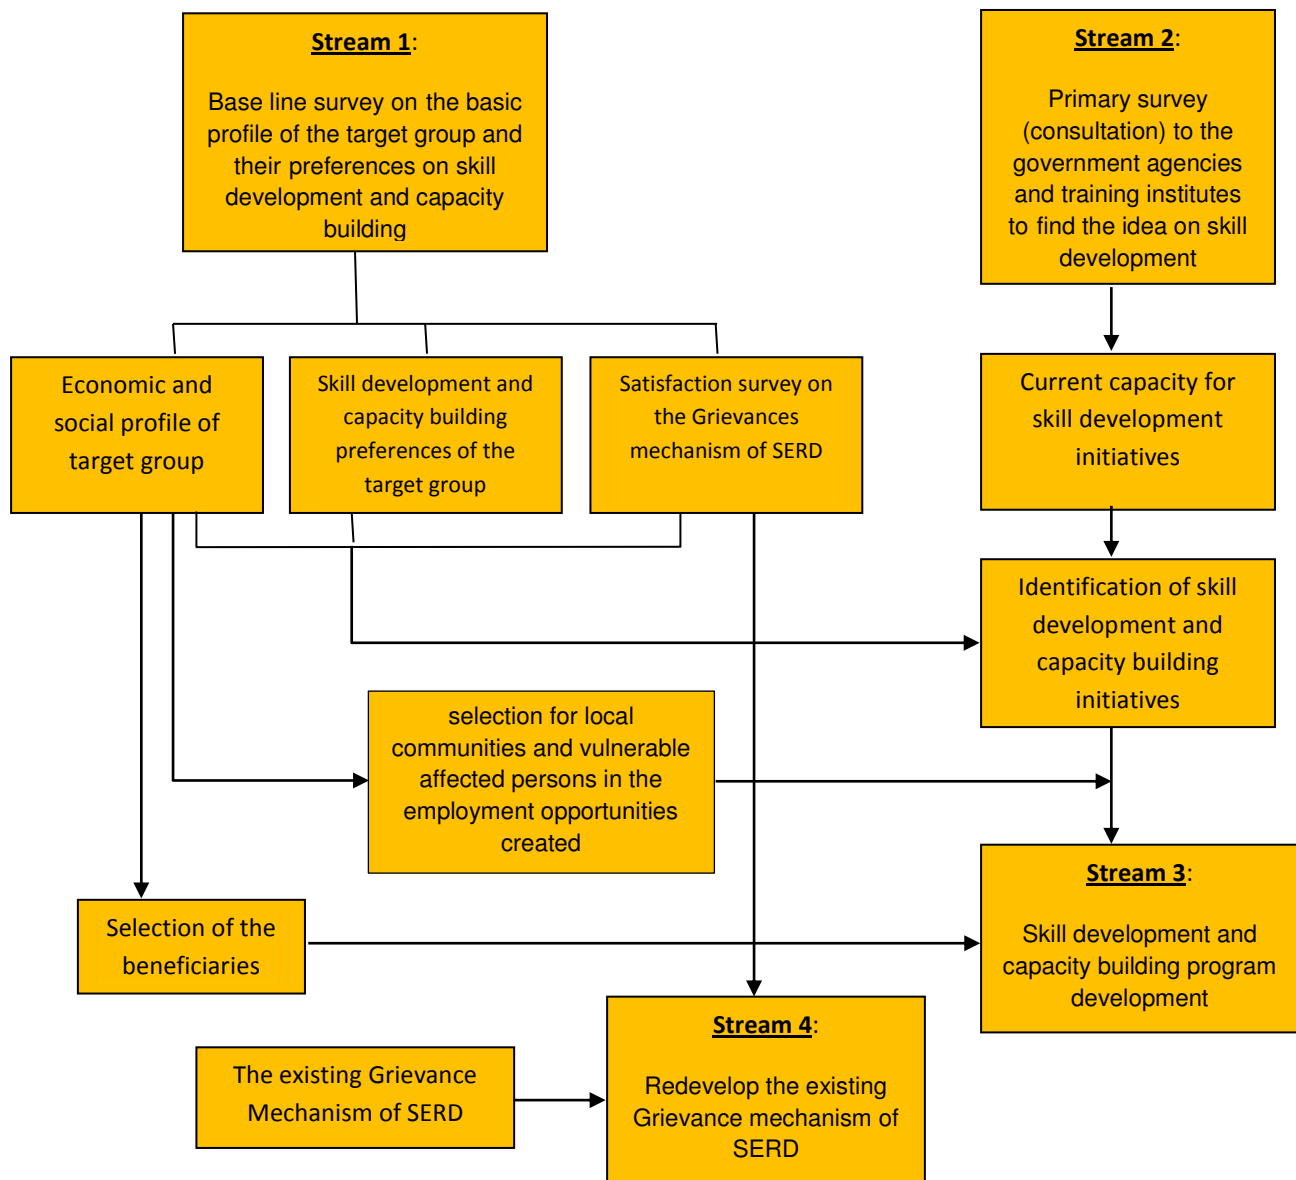 Stream 1:
Base line survey on the basic
profile of the target group and
their preferences on skill
development and capacity
building
Stream 2:
Primary survey
(consultation) to the
government agencies
and training institutes
to find the idea on skill
development
Economic and
social profile of
target group
Skill development and
capacity building
preferences of the
target group
Satisfaction survey on
the Grievances
mechanism of SERD
Current capacity for
skill development
initiatives
Identification of skill
development and
capacity building
initiatives
selection for local
communities and vulnerable
affected persons in the
employment opportunities
created
Selection of the
beneficiaries
Stream 3:
Skill development and
capacity building program
development
The existing Grievance
Mechanism of SERD
Stream 4:
Redevelop the existing
Grievance mechanism of
SERD